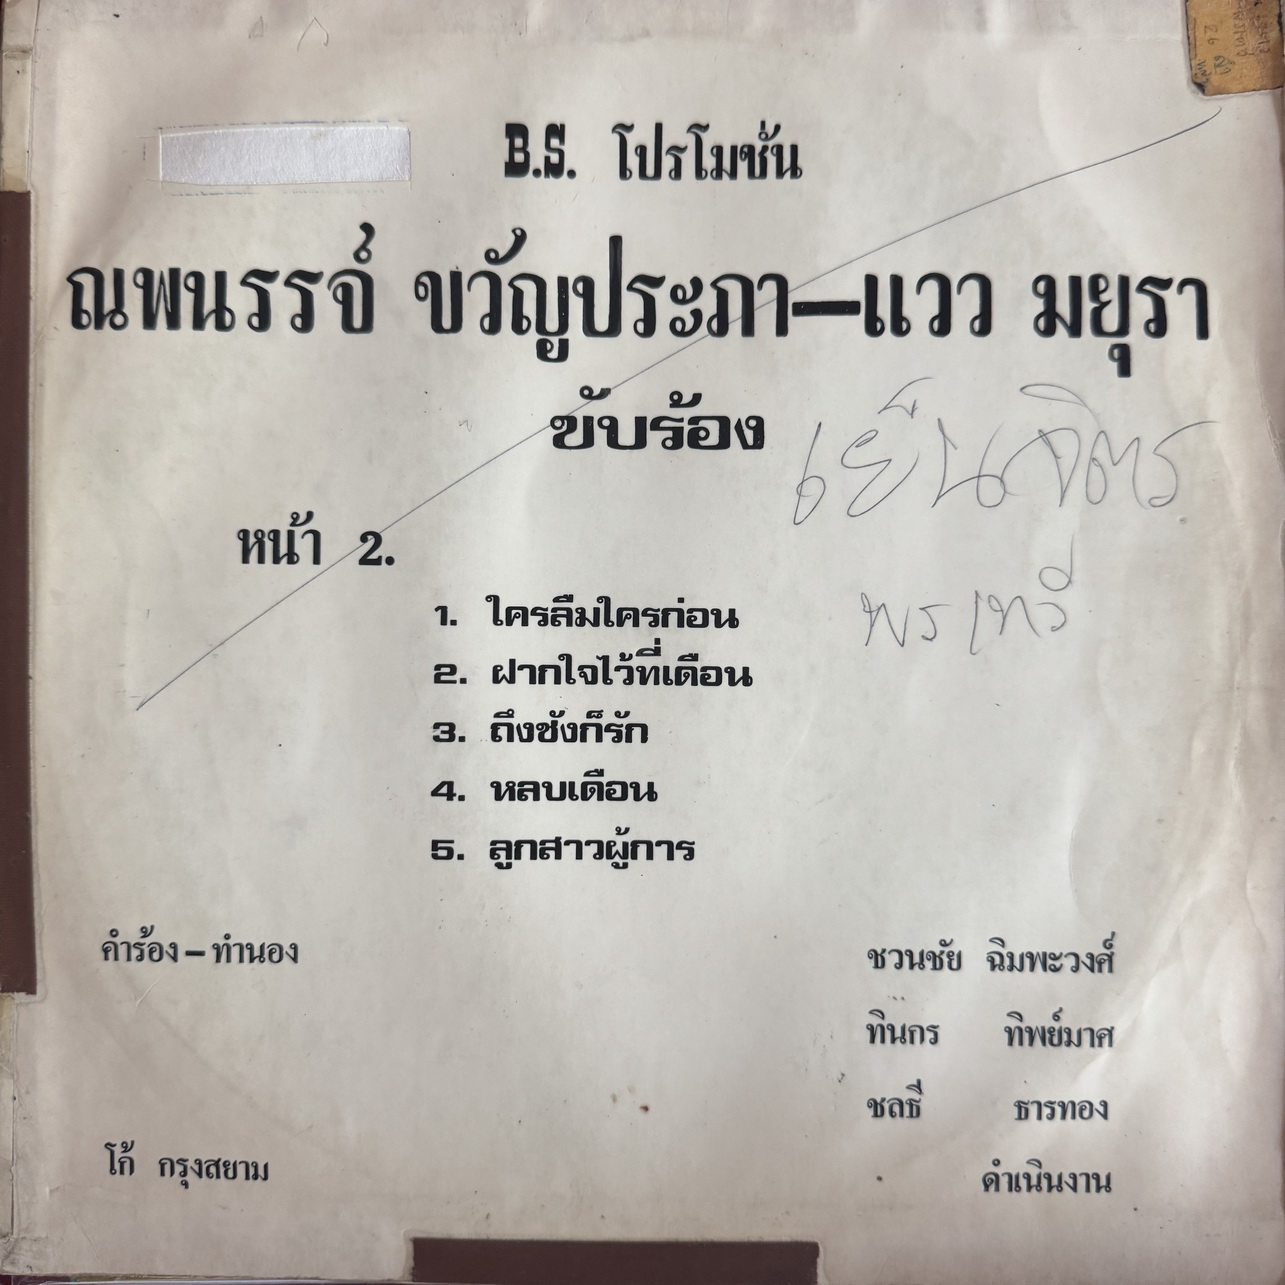 B.S. โปรโมชั่น
ณพนรรจ์ ขวัญประภา—แวว มยุรา
ขับร้อง
เย็นจิตร
พรเทวี
หน้า 2.
1. ใครลืมใครก่อน
2. ฝากใจไว้ที่เดือน
3. ถึงชังก็รัก
4. หลบเดือน
5. ลูกสาวผู้การ
คำร้อง – ทำนอง
ชวนชัย ฉิมพะวงศ์
ทินกร ทิพย์มาศ
ชลธี ธารทอง
โก้ กรุงสยาม
ดำเนินงาน
26